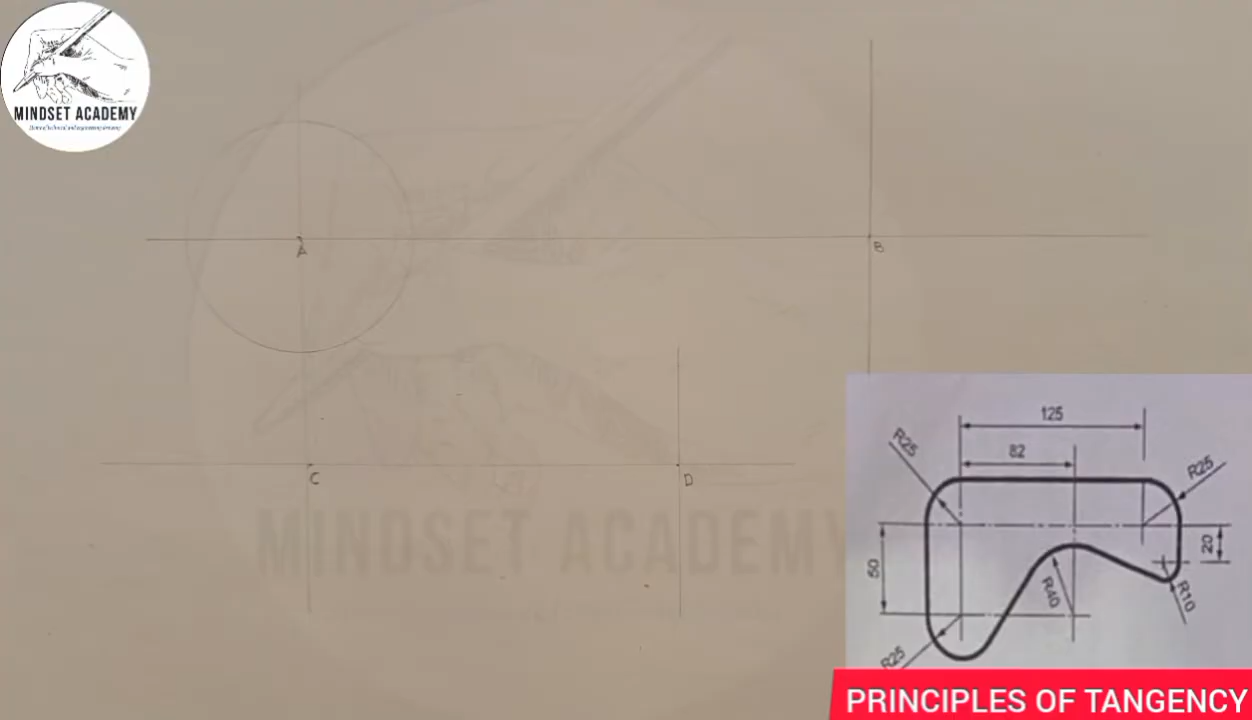 MINDSET ACADEMY
A
B
C
D
MINDSET ACADEMY
125
82
R25
R25
50
20
R40
R10
R25
PRINCIPLES OF TANGENCY